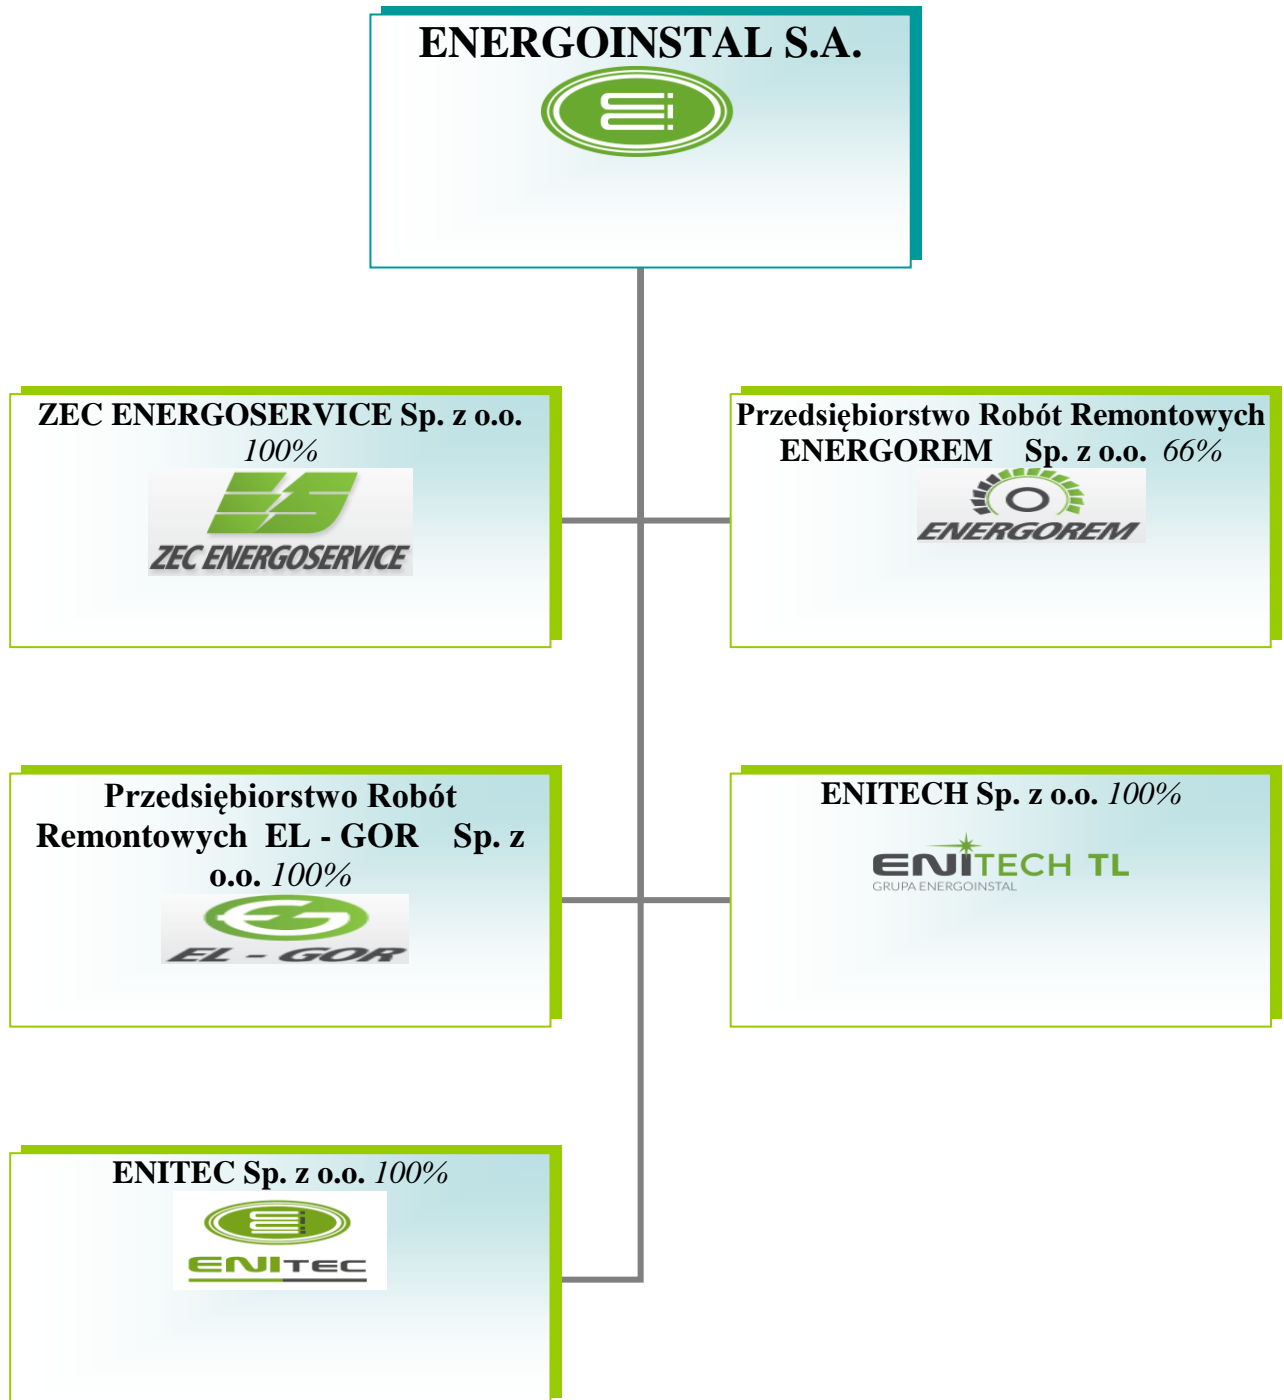 ENERGOINSTAL S.A.
ZEC ENERGOSERVICE Sp. z o.o.
100%
ZEC ENERGOSERVICE
Przedsiębiorstwo Robót Remontowych
ENERGOREM Sp. z o.o. 66%
ENERGOREM
Przedsiębiorstwo Robót
Remontowych EL - GOR Sp. z
o.o. 100%
EL - GOR
ENITECH Sp. z o.o. 100%
ENITECH TL
GRUPA ENERGOINSTAL
ENITEC Sp. z o.o. 100%
ENITEC